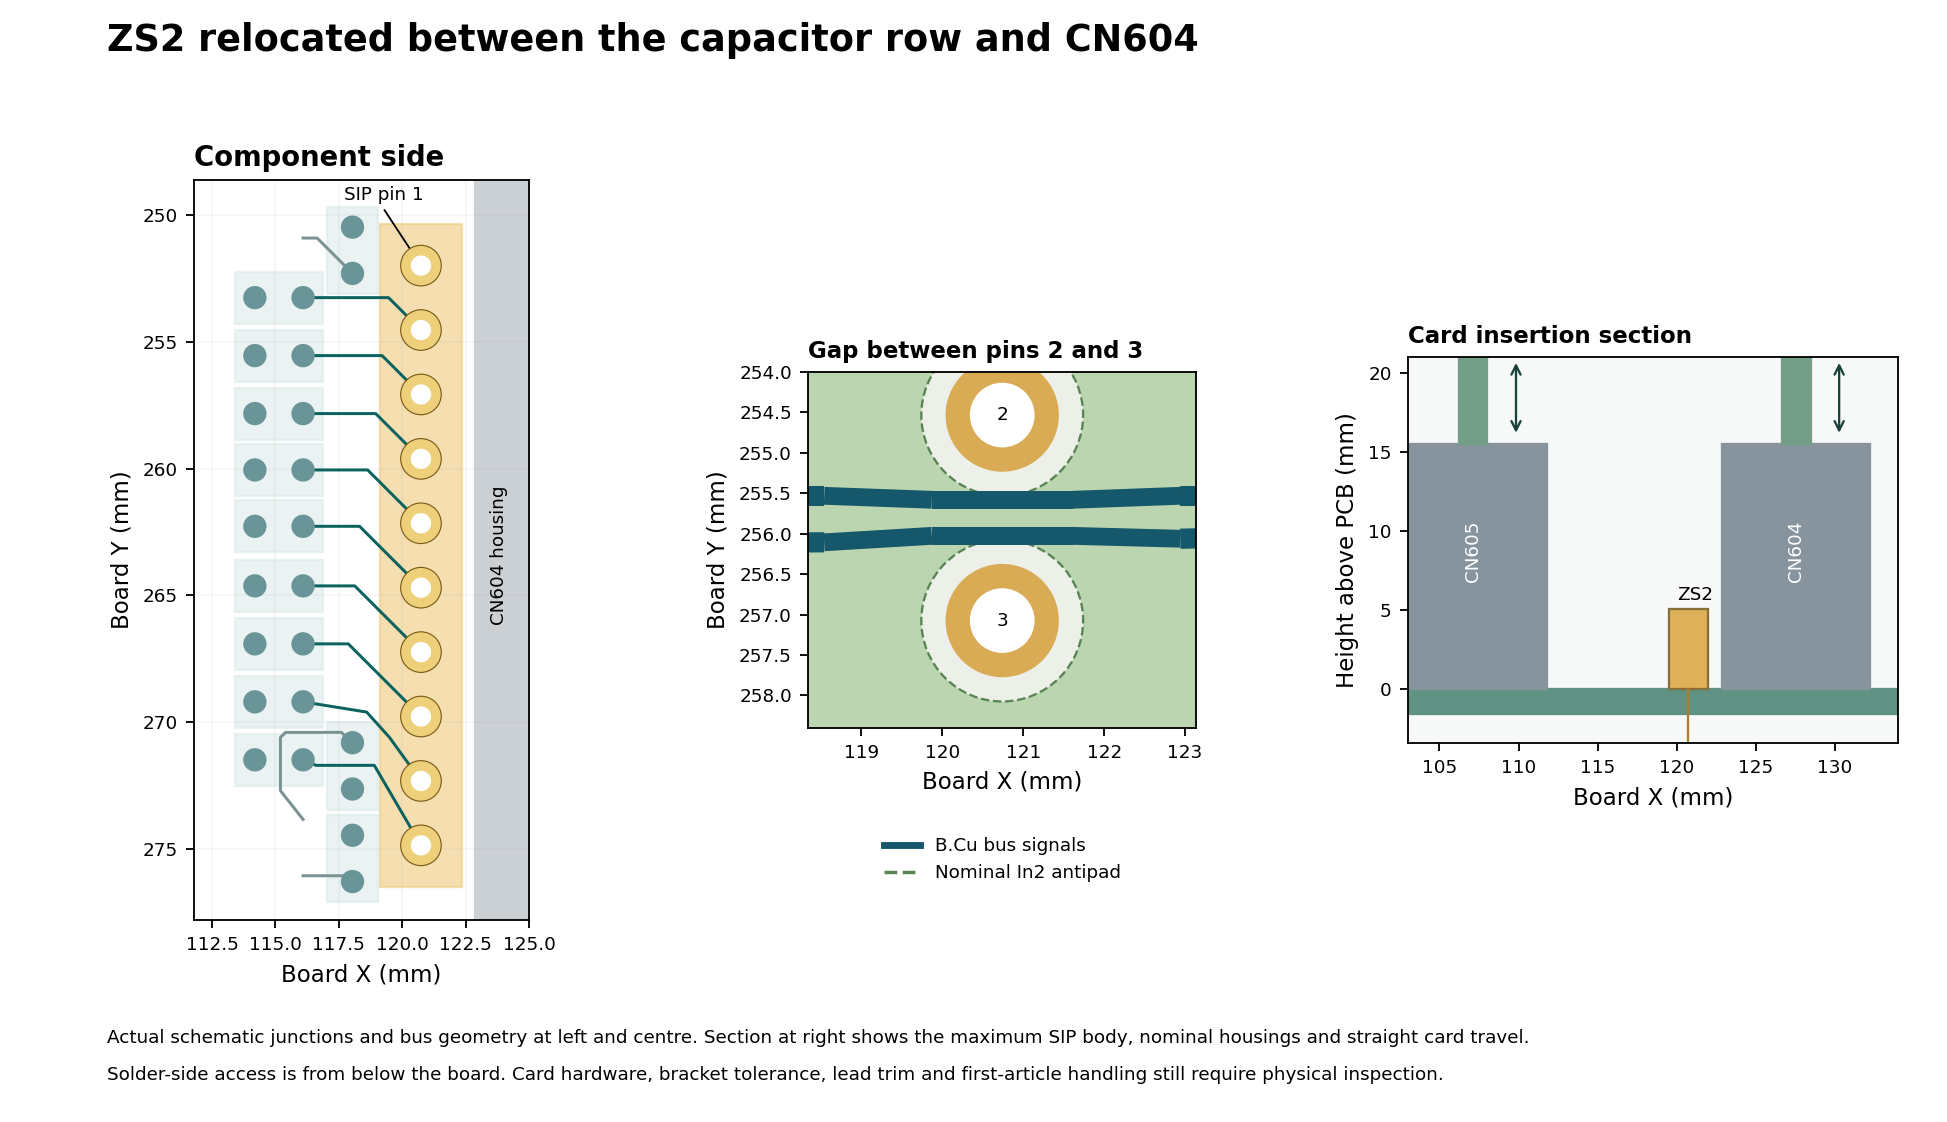 ZS2 relocated between the capacitor row and CN604
Component side
SIP pin 1
250
255
260
265
270
275
Board Y (mm)
CN604 housing
112.5 115.0 117.5 120.0 122.5 125.0
Board X (mm)
Gap between pins 2 and 3
254.0
254.5
255.0
255.5
256.0
256.5
257.0
257.5
258.0
Board Y (mm)
2
3
119 120 121 122 123
Board X (mm)
B.Cu bus signals
Nominal In2 antipad
Card insertion section
20
15
10
5
0
Height above PCB (mm)
CN605
CN604
ZS2
105 110 115 120 125 130
Board X (mm)
Actual schematic junctions and bus geometry at left and centre. Section at right shows the maximum SIP body, nominal housings and straight card travel.
Solder-side access is from below the board. Card hardware, bracket tolerance, lead trim and first-article handling still require physical inspection.